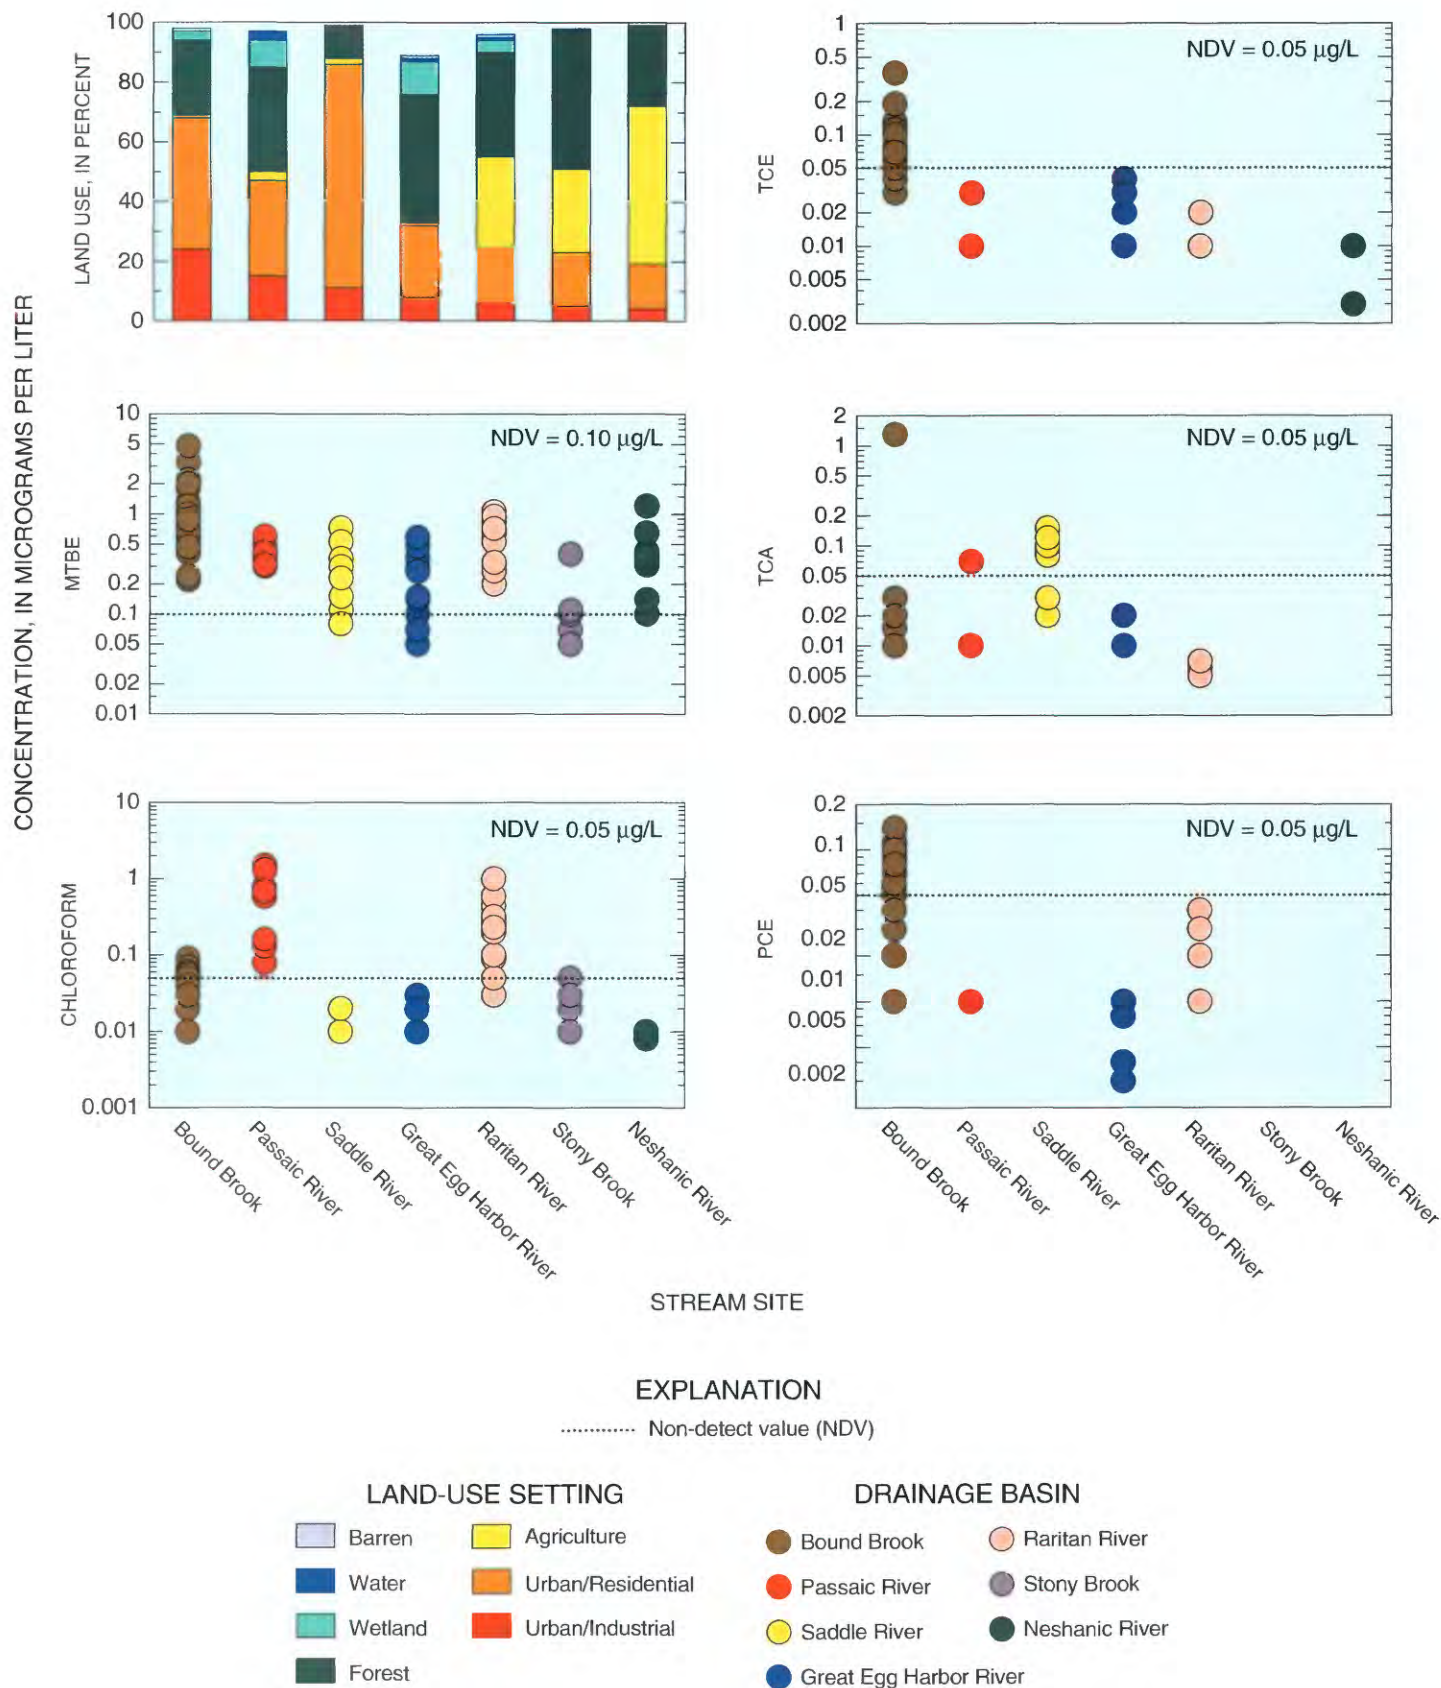 CONCENTRATION, IN MICROGRAMS PER LITER
LAND USE, IN PERCENT
100
80
60
40
20
0
TCE
NDV = 0.05 µg/L
1
0.5
0.2
0.1
0.05
0.02
0.01
0.005
0.002
MTBE
NDV = 0.10 µg/L
10
5
2
1
0.5
0.2
0.1
0.05
0.02
0.01
TCA
NDV = 0.05 µg/L
2
1
0.5
0.2
0.1
0.05
0.02
0.01
0.005
0.002
CHLOROFORM
NDV = 0.05 µg/L
10
1
0.1
0.01
0.001
PCE
NDV = 0.05 µg/L
0.2
0.1
0.05
0.02
0.01
0.005
0.002
Bound Brook
Passaic River
Saddle River
Great Egg Harbor River
Raritan River
Stony Brook
Neshanic River
Bound Brook
Passaic River
Saddle River
Great Egg Harbor River
Raritan River
Stony Brook
Neshanic River
STREAM SITE
EXPLANATION
Non-detect value (NDV)
LAND-USE SETTING
Barren
Water
Wetland
Forest
Agriculture
Urban/Residential
Urban/Industrial
DRAINAGE BASIN
Bound Brook
Passaic River
Saddle River
Great Egg Harbor River
Raritan River
Stony Brook
Neshanic River